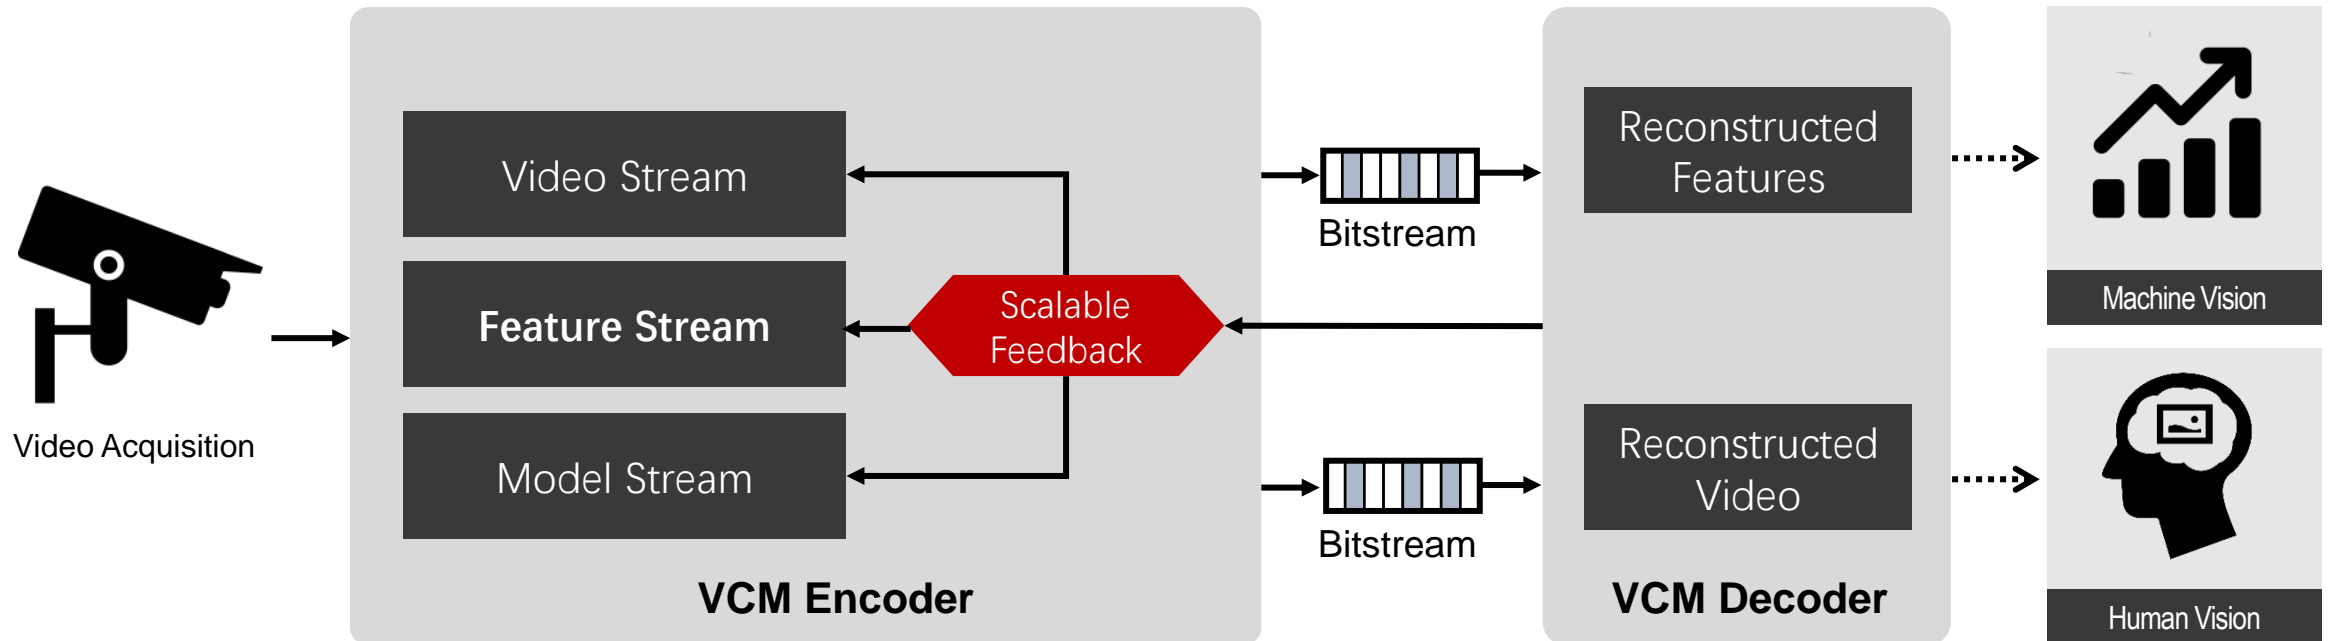 Video Acquisition
Video Stream
Feature Stream
Model Stream
Scalable
Feedback
VCM Encoder
Bitstream
Bitstream
Reconstructed
Features
Reconstructed
Video
VCM Decoder
Machine Vision
Human Vision